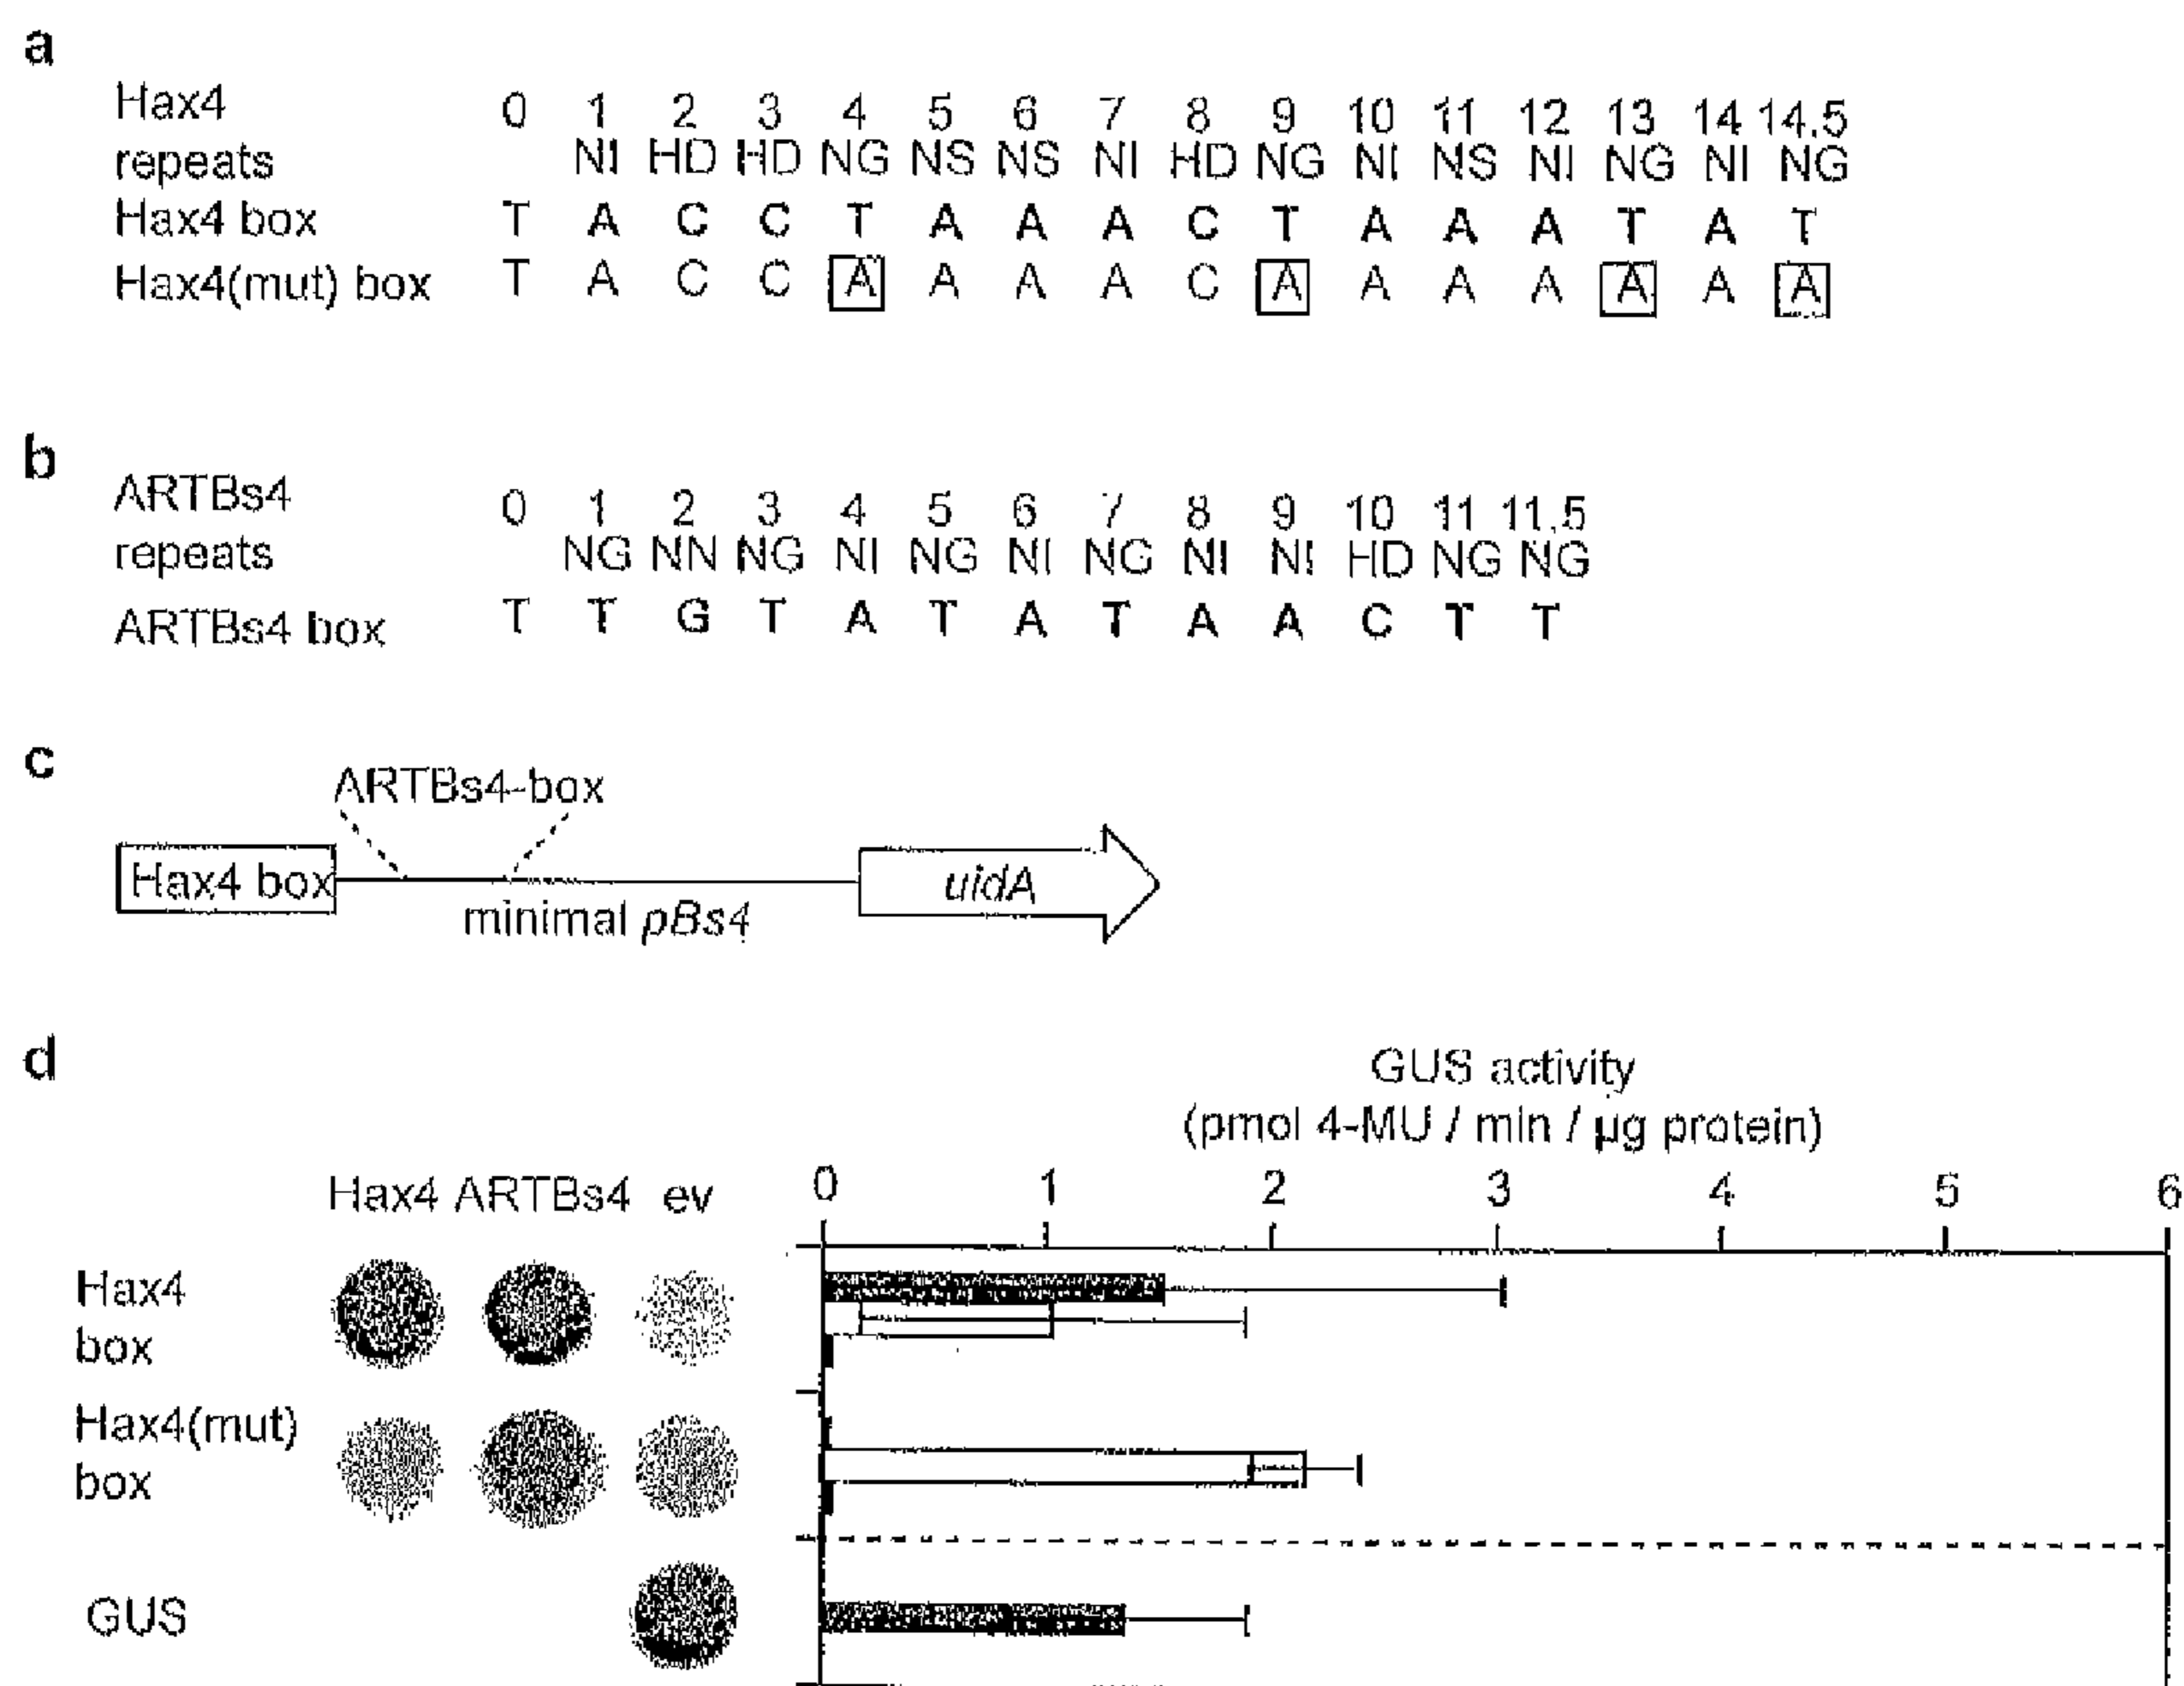 a
Hax4 0 1 2 3 4 5 6 7 8 9 10 11 12 13 14 14.5
repeats NI HD HD NG NS NS NI HD NG NI NS NI NG NI NG
Hax4 box T A C C T A A A C T A A A T A T
Hax4(mut) box T A C C A A A A C A A A A A A A
b
ARTBs4 0 1 2 3 4 5 6 7 8 9 10 11 11.5
repeats NG NN NG NI NG NI NG NI NI HD NG NG
ARTBs4 box T T G T A T A T A A C T T
c
ARTBs4-box
Hax4 box
uidA
minimal pBs4
d
GUS activity
(pmol 4-MU / min / µg protein)
Hax4 ARTBs4 ev
0 1 2 3 4 5 6
Hax4
box
Hax4(mut)
box
GUS